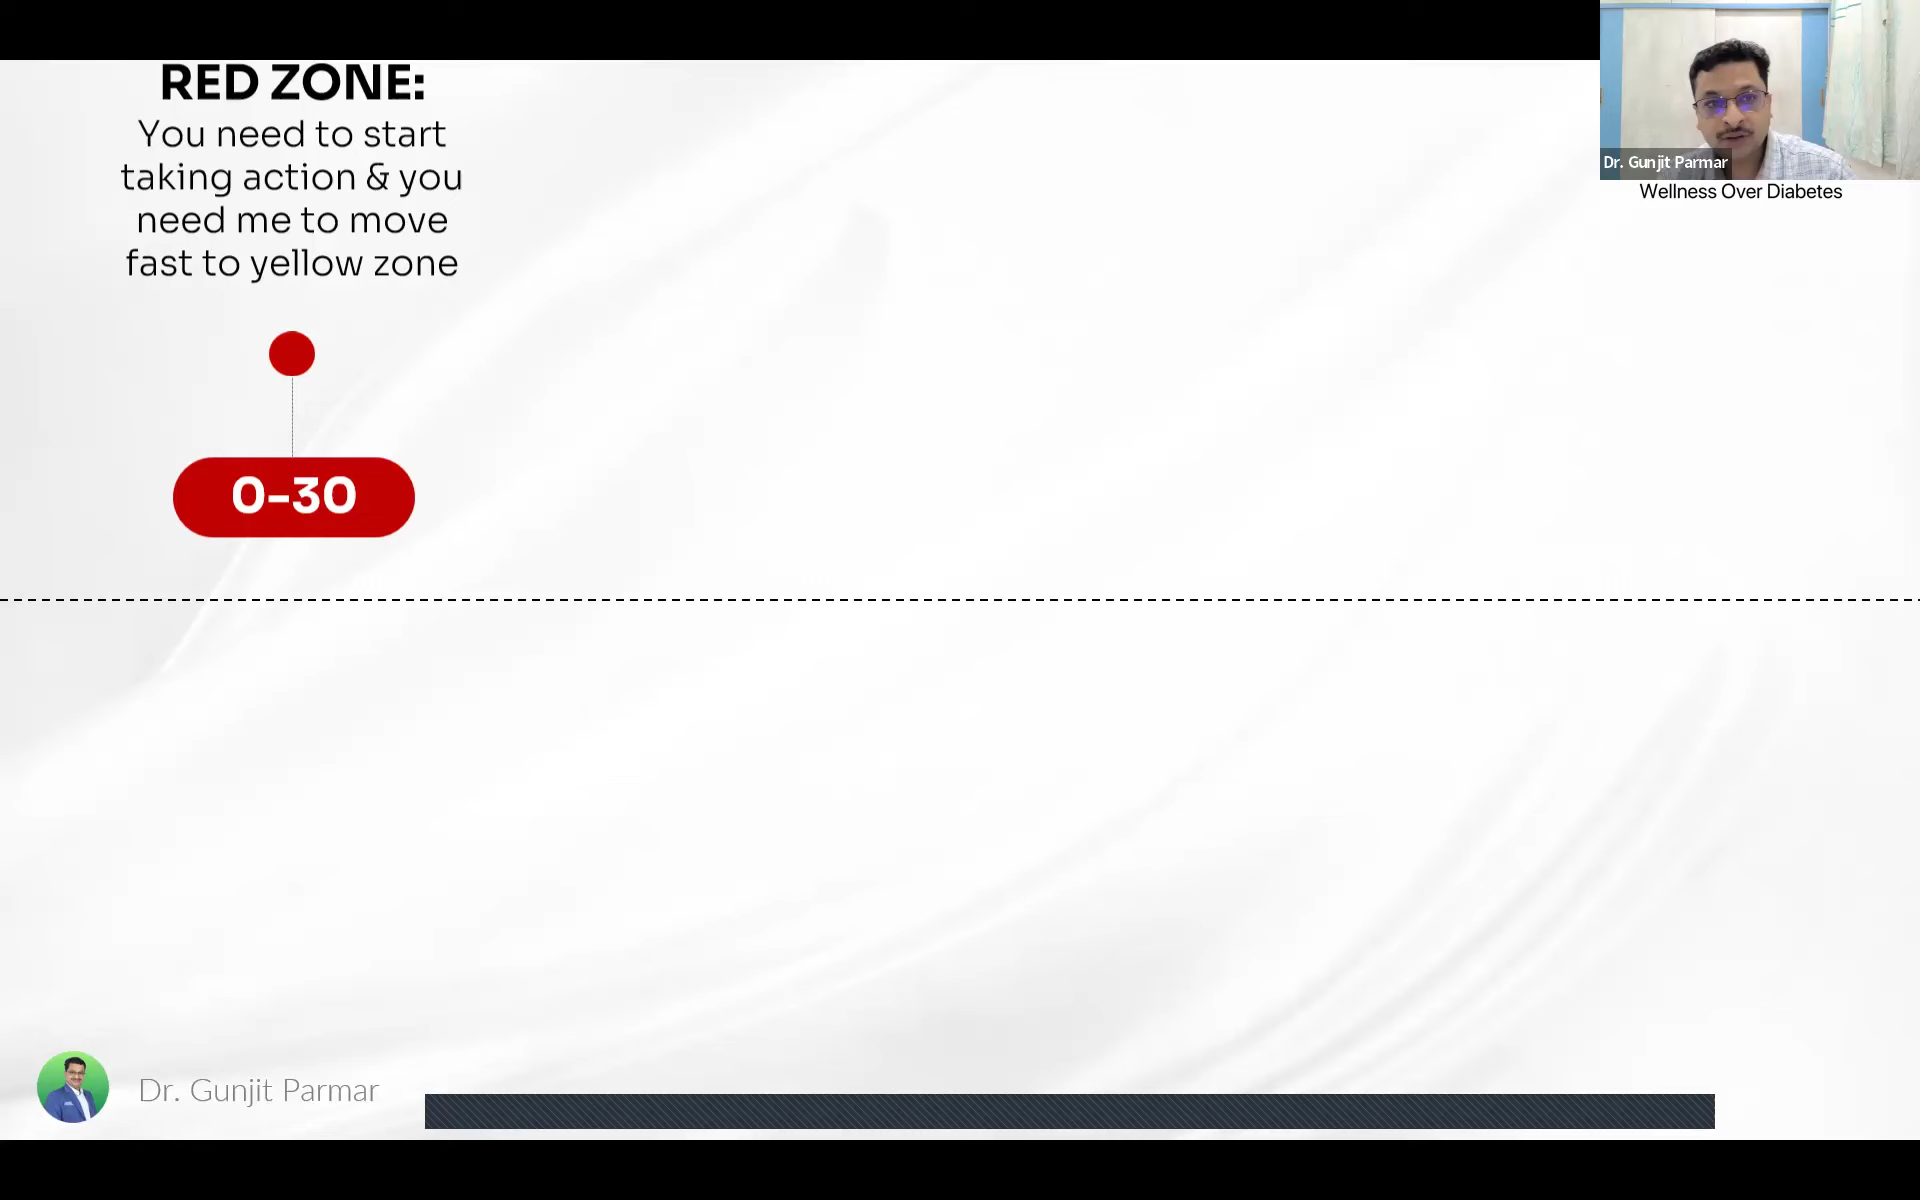 RED ZONE:
You need to start
taking action & you
need me to move
fast to yellow zone
0-30
Dr. Gunjit Parmar
Wellness Over Diabetes
Dr. Gunjit Parmar